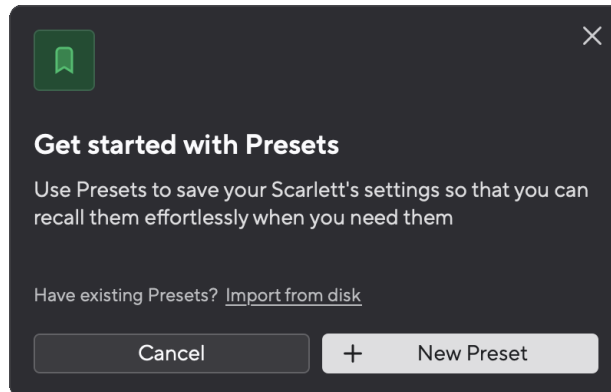 Get started with Presets
Use Presets to save your Scarlett's settings so that you can
recall them effortlessly when you need them
Have existing Presets? Import from disk
Cancel
+ New Preset